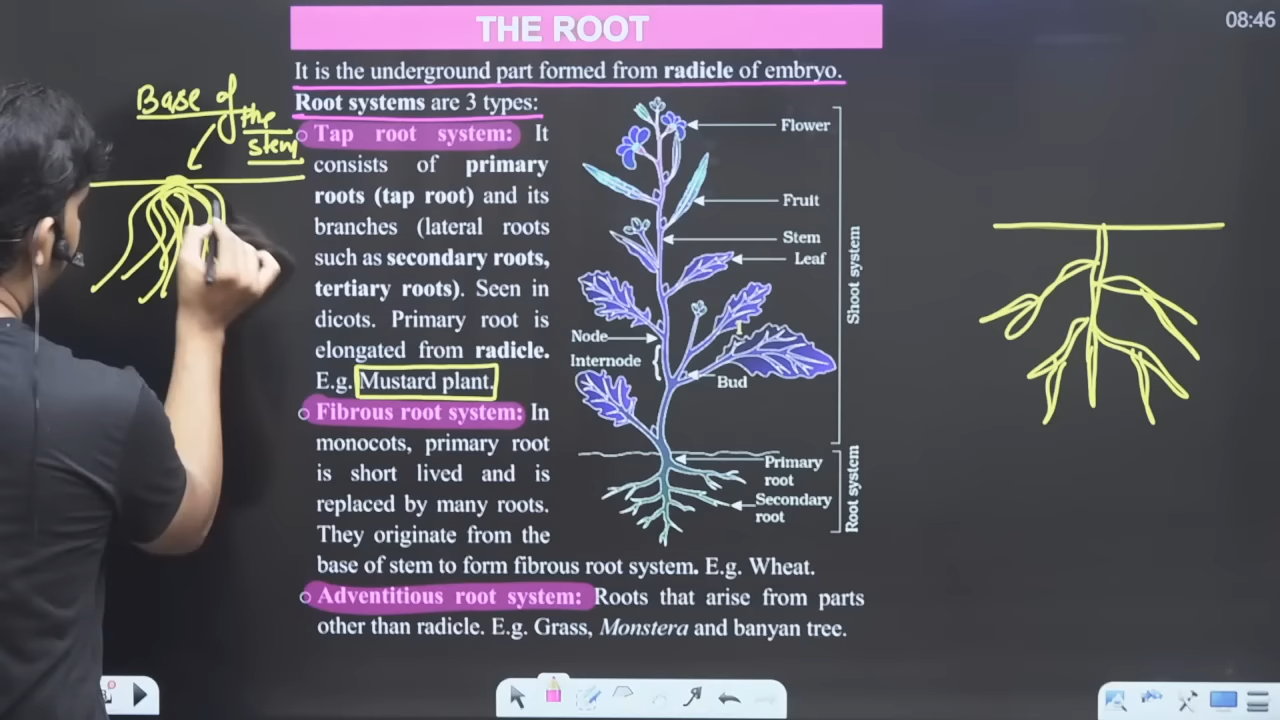 THE ROOT
08:46
It is the underground part formed from radicle of embryo.
Root systems are 3 types:
Tap root system: It
consists of primary
roots (tap root) and its
branches (lateral roots
such as secondary roots,
tertiary roots). Seen in
dicots. Primary root is
elongated from radicle.
E.g. Mustard plant.
Fibrous root system: In
monocots, primary root
is short lived and is
replaced by many roots.
They originate from the
base of stem to form fibrous root system. E.g. Wheat.
Adventitious root system: Roots that arise from parts
other than radicle. E.g. Grass, Monstera and banyan tree.
Base of
the
stem
Flower
Fruit
Stem
Leaf
Node
Internode
Bud
Primary
root
Secondary
root
Shoot system
Root system